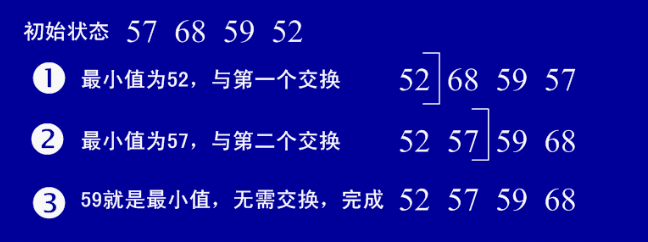 初始状态 57 68 59 52
1 最小值为52，与第一个交换 52] 68 59 57
2 最小值为57，与第二个交换 52 57] 59 68
3 59就是最小值，无需交换，完成 52 57 59 68